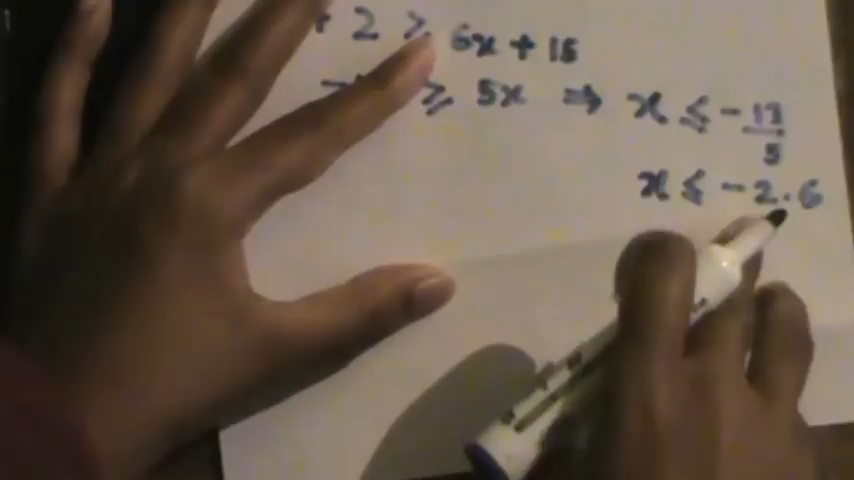 + 2 ≥ 6x + 15
≥ 5x ⇒ x ≤ -13/5
x ≤ -2.6